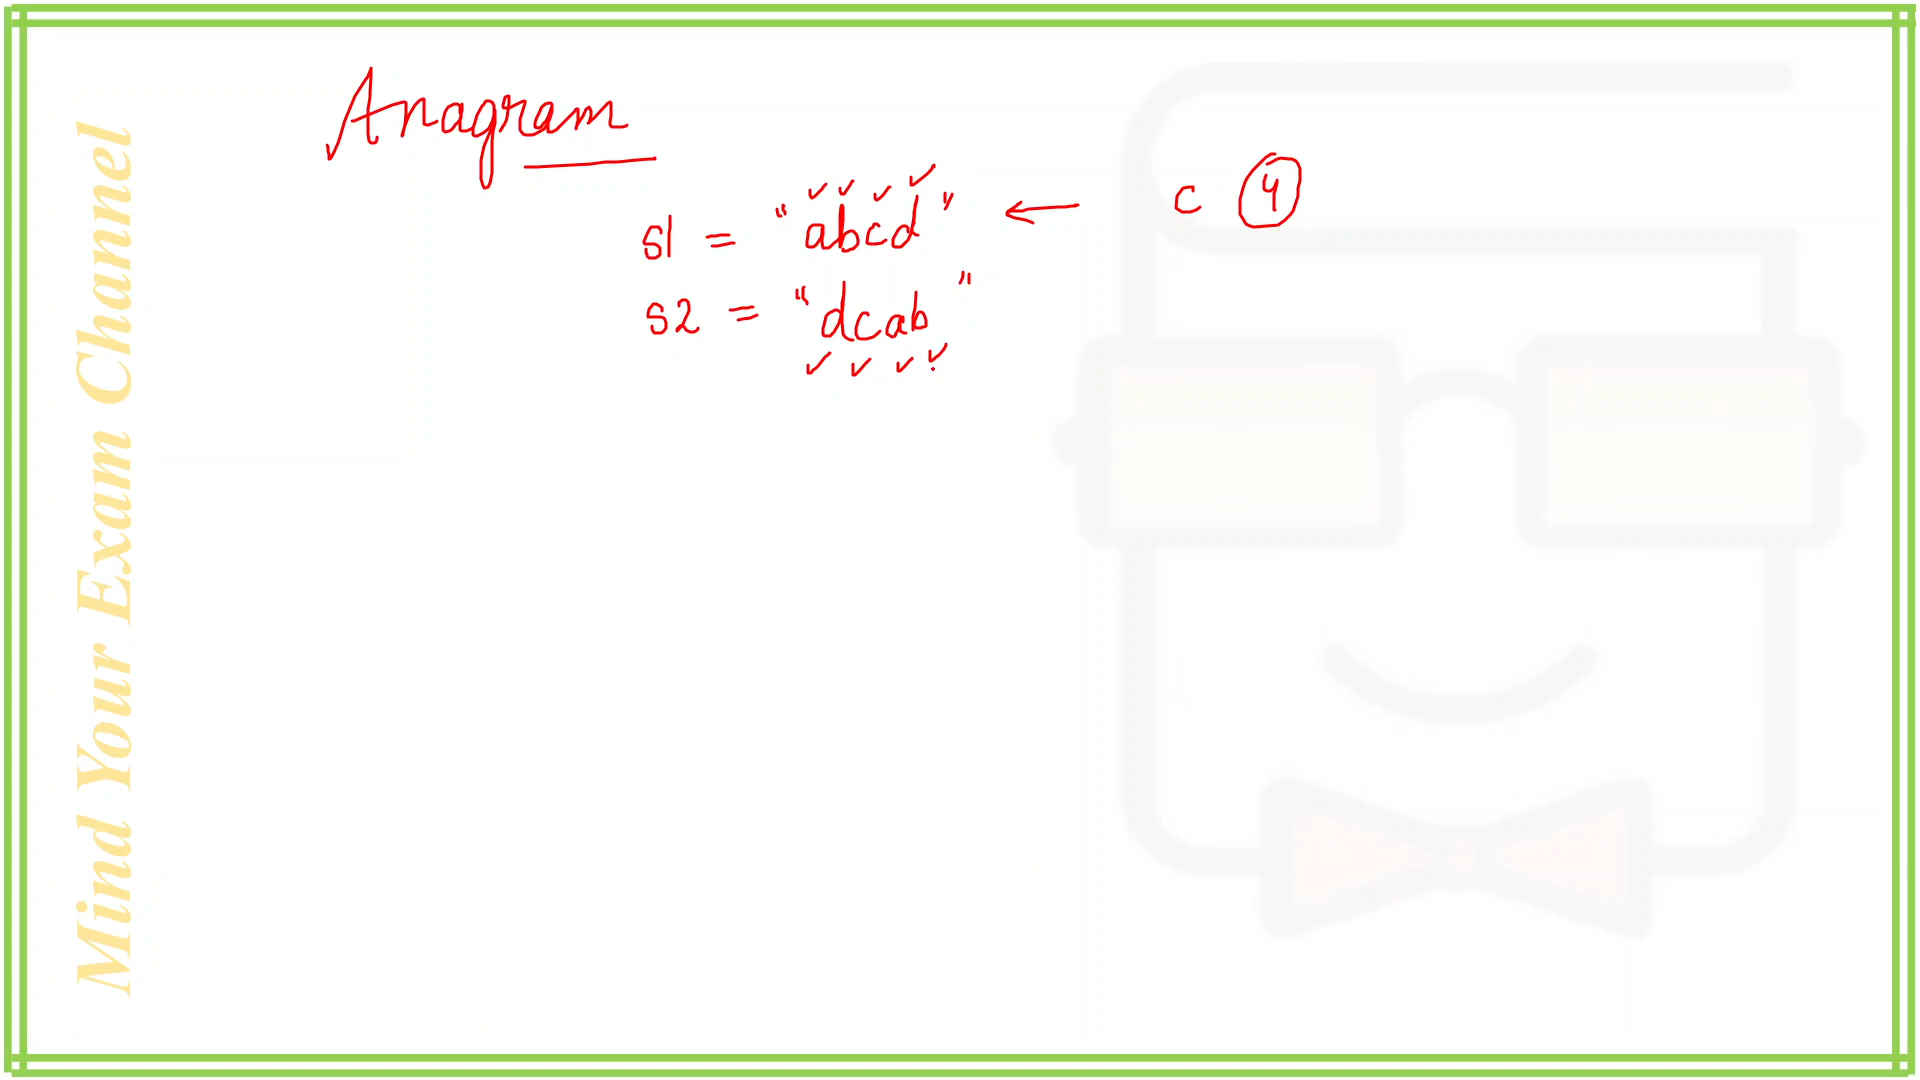 Anagram
s1 = "abcd" ← c 4
s2 = "dcab"
Mind Your Exam Channel